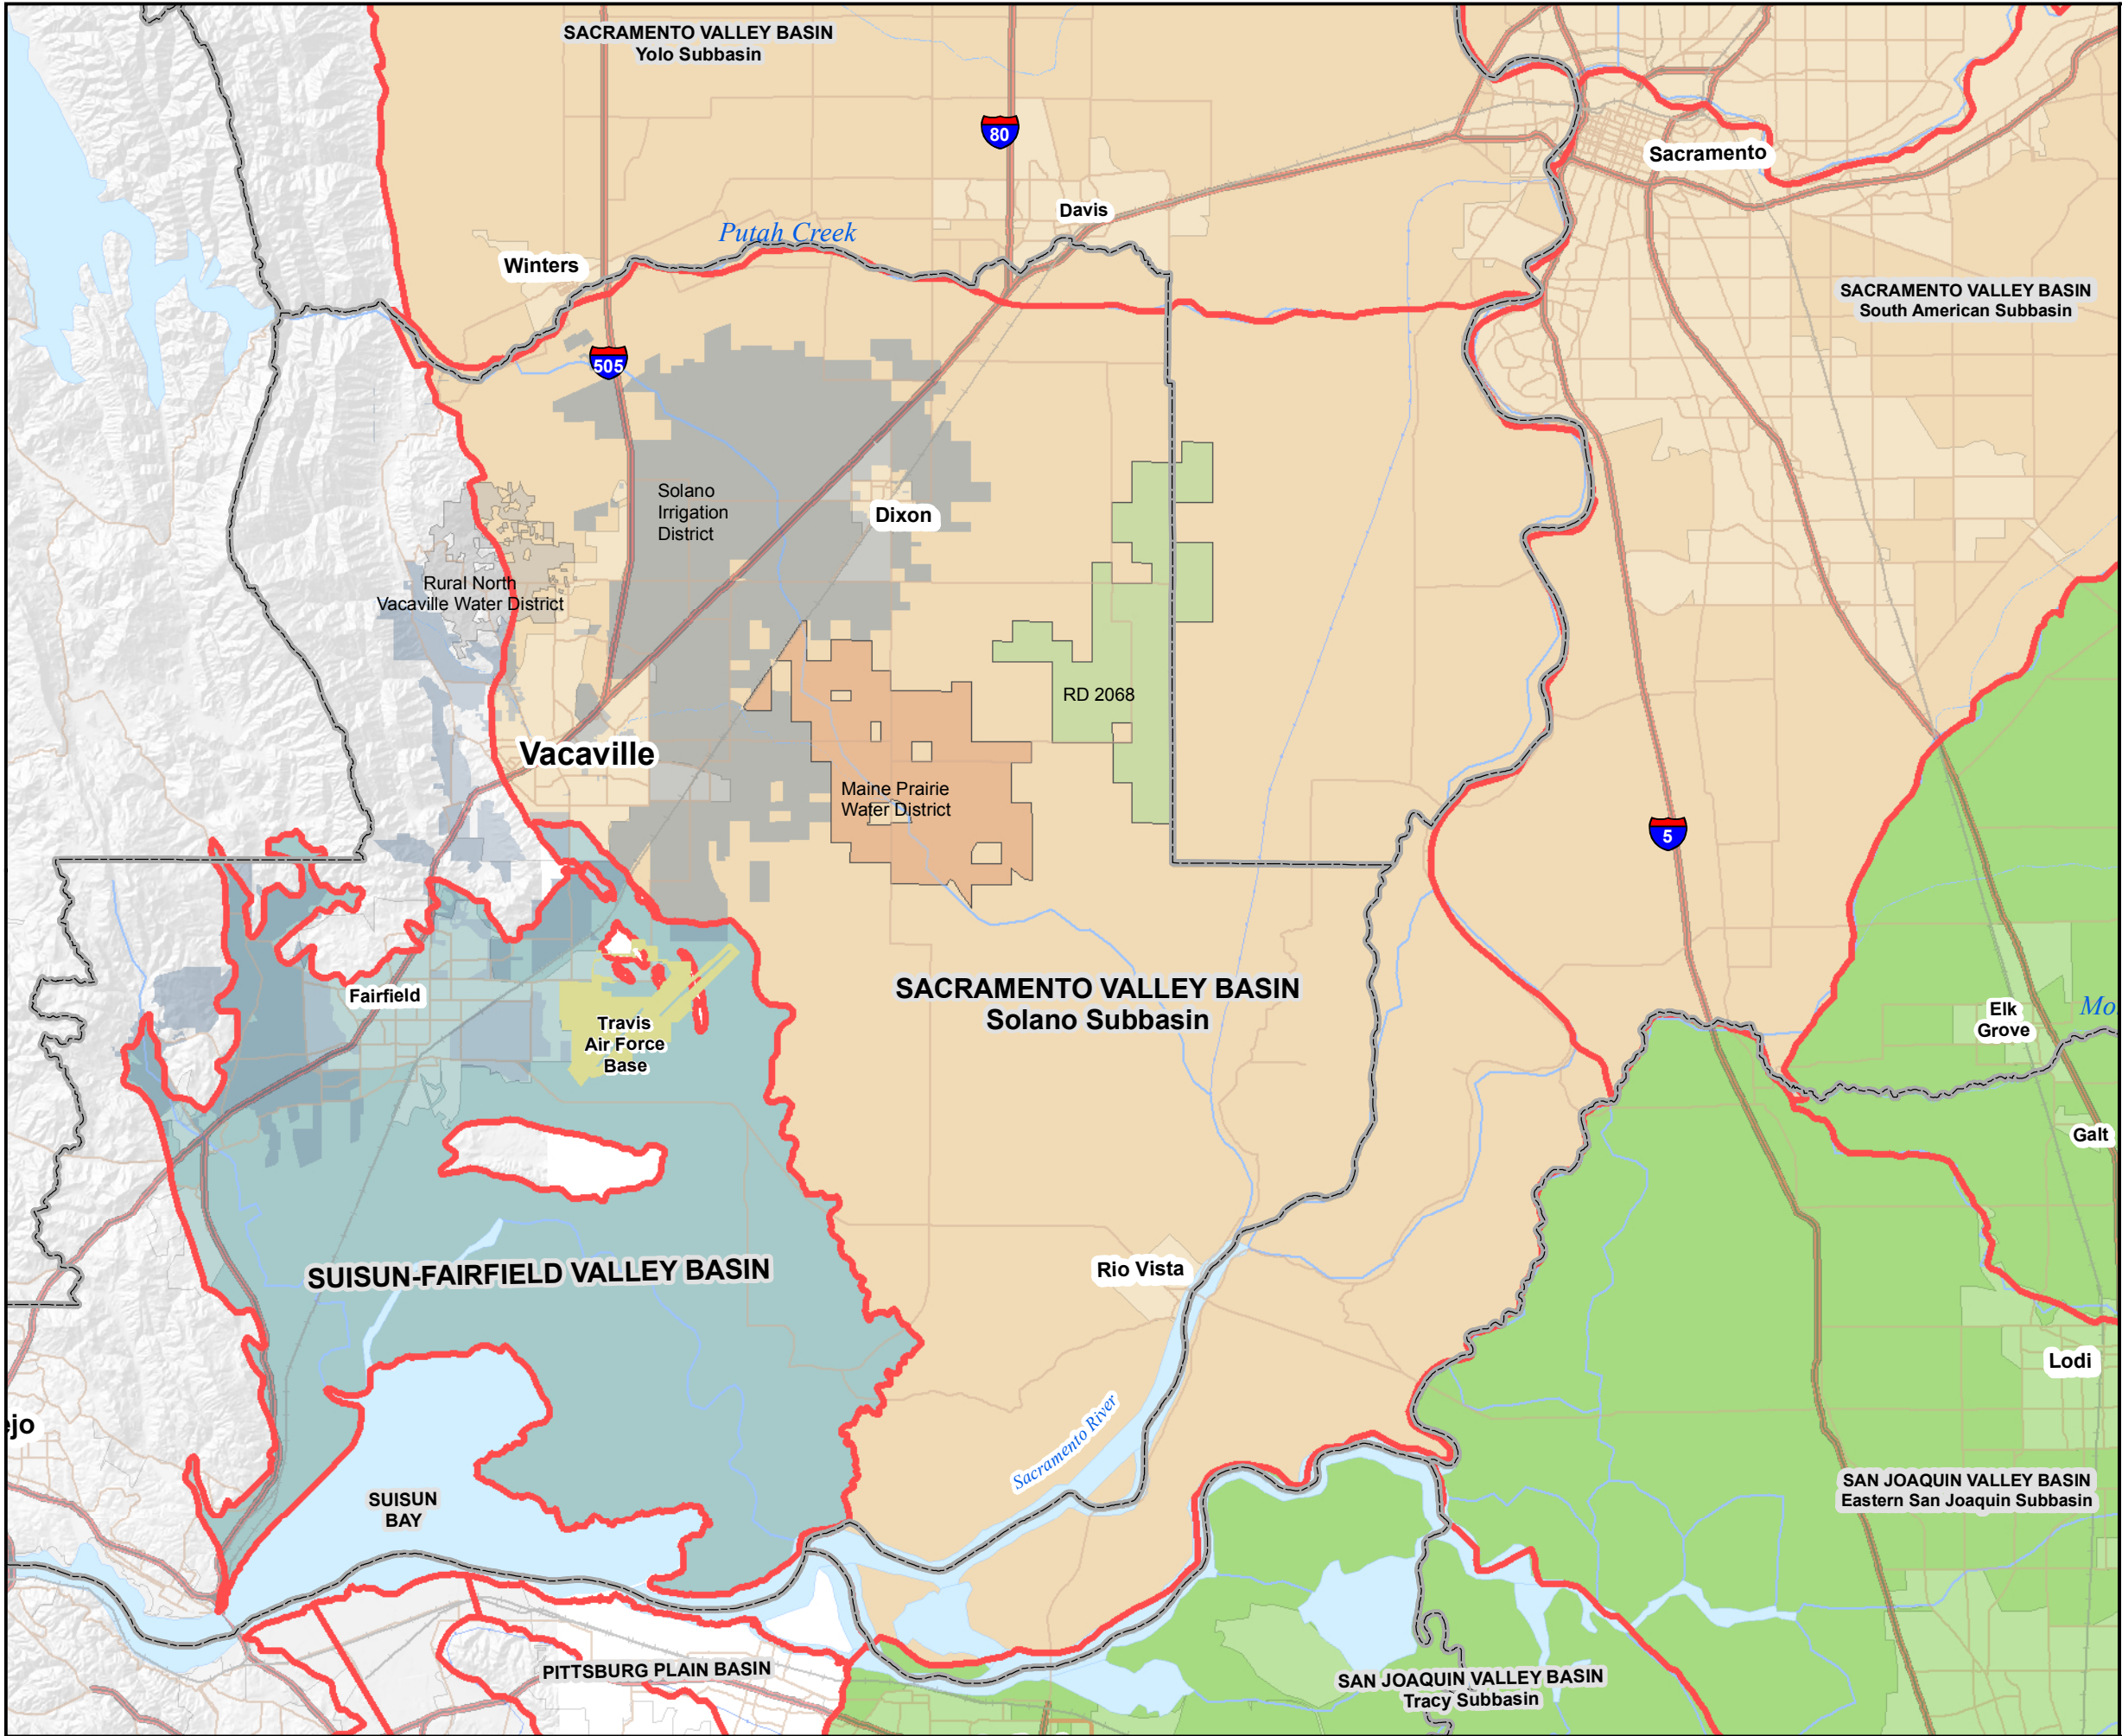 SACRAMENTO VALLEY BASIN
Yolo Subbasin
80
Sacramento
Davis
Putah Creek
Winters
SACRAMENTO VALLEY BASIN
South American Subbasin
505
Solano
Irrigation
District
Dixon
Rural North
Vacaville Water District
RD 2068
Vacaville
Maine Prairie
Water District
5
SACRAMENTO VALLEY BASIN
Solano Subbasin
Fairfield
Travis
Air Force
Base
Elk
Grove
Mo
Galt
SUISUN-FAIRFIELD VALLEY BASIN
Rio Vista
Lodi
ejo
Sacramento River
SUISUN
BAY
SAN JOAQUIN VALLEY BASIN
Eastern San Joaquin Subbasin
PITTSBURG PLAIN BASIN
SAN JOAQUIN VALLEY BASIN
Tracy Subbasin